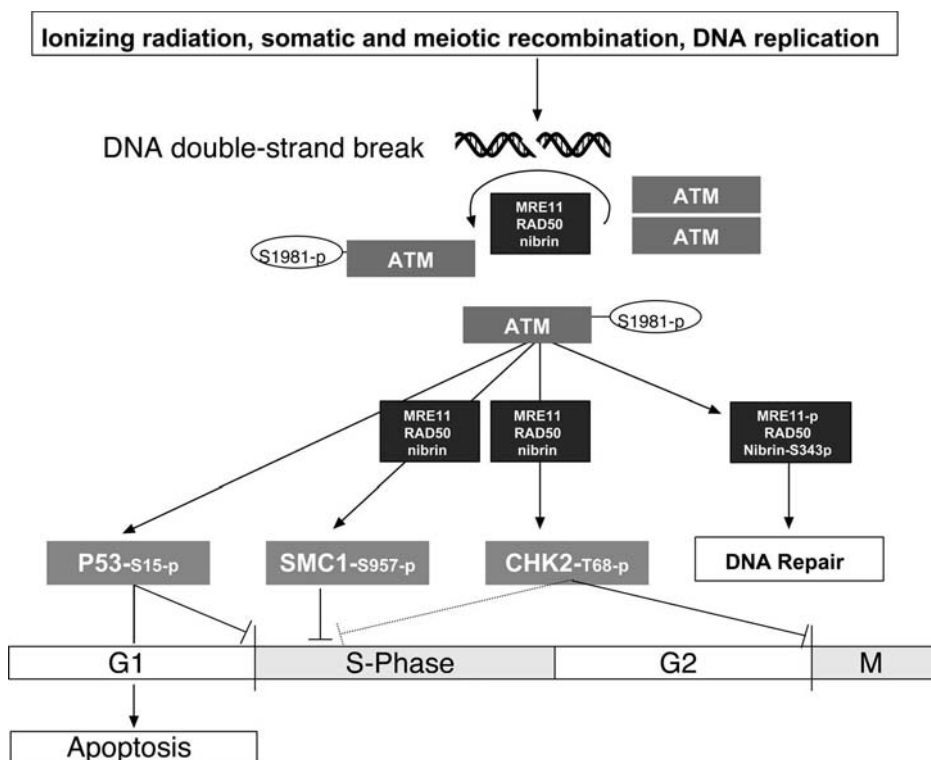 Ionizing radiation, somatic and meiotic recombination, DNA replication
DNA double-strand break
MRE11
RAD50
nibrin
ATM
ATM
S1981-p
ATM
ATM
S1981-p
MRE11
RAD50
nibrin
MRE11
RAD50
nibrin
MRE11-p
RAD50
Nibrin-S343p
P53-S15-p
SMC1-S957-p
CHK2-T68-p
DNA Repair
G1
S-Phase
G2
M
Apoptosis